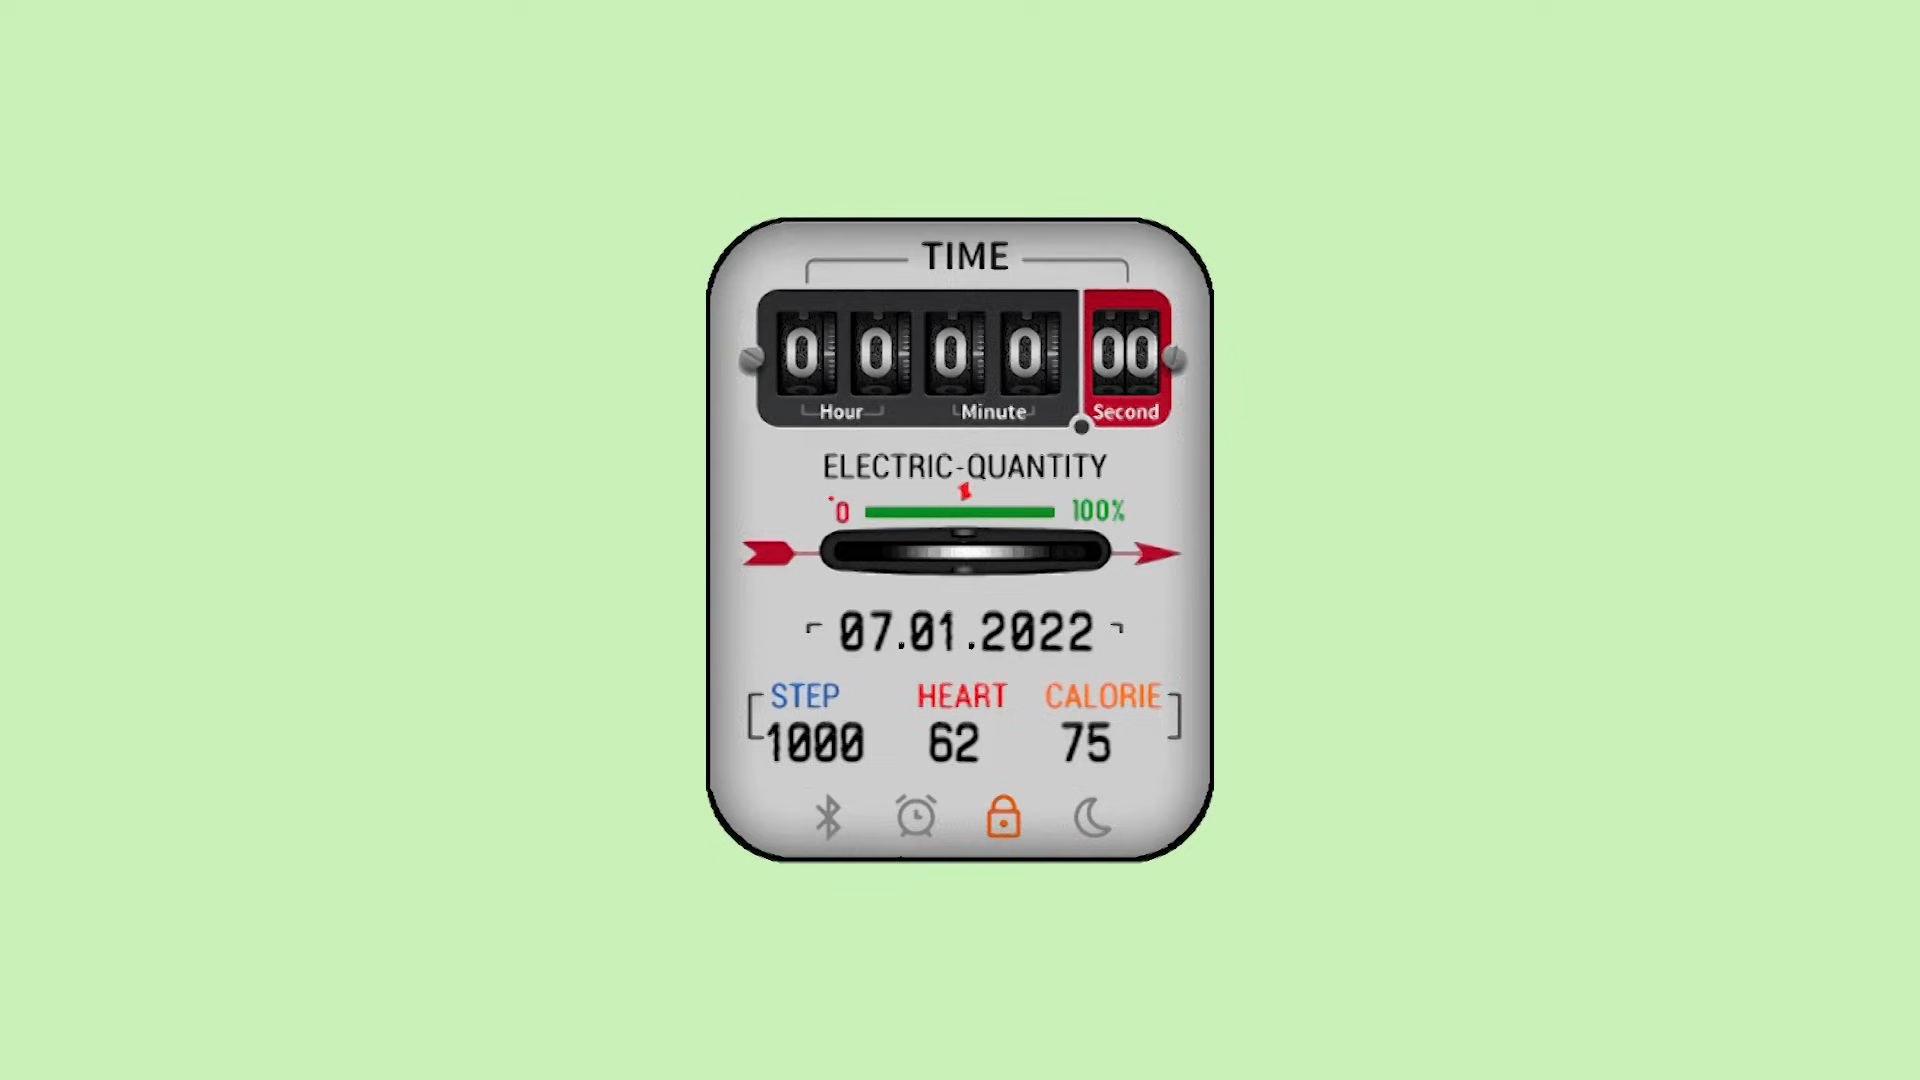 TIME
0 0 0 0 00
Hour Minute Second
ELECTRIC-QUANTITY
0 100%
07.01.2022
STEP HEART CALORIE
1000 62 75